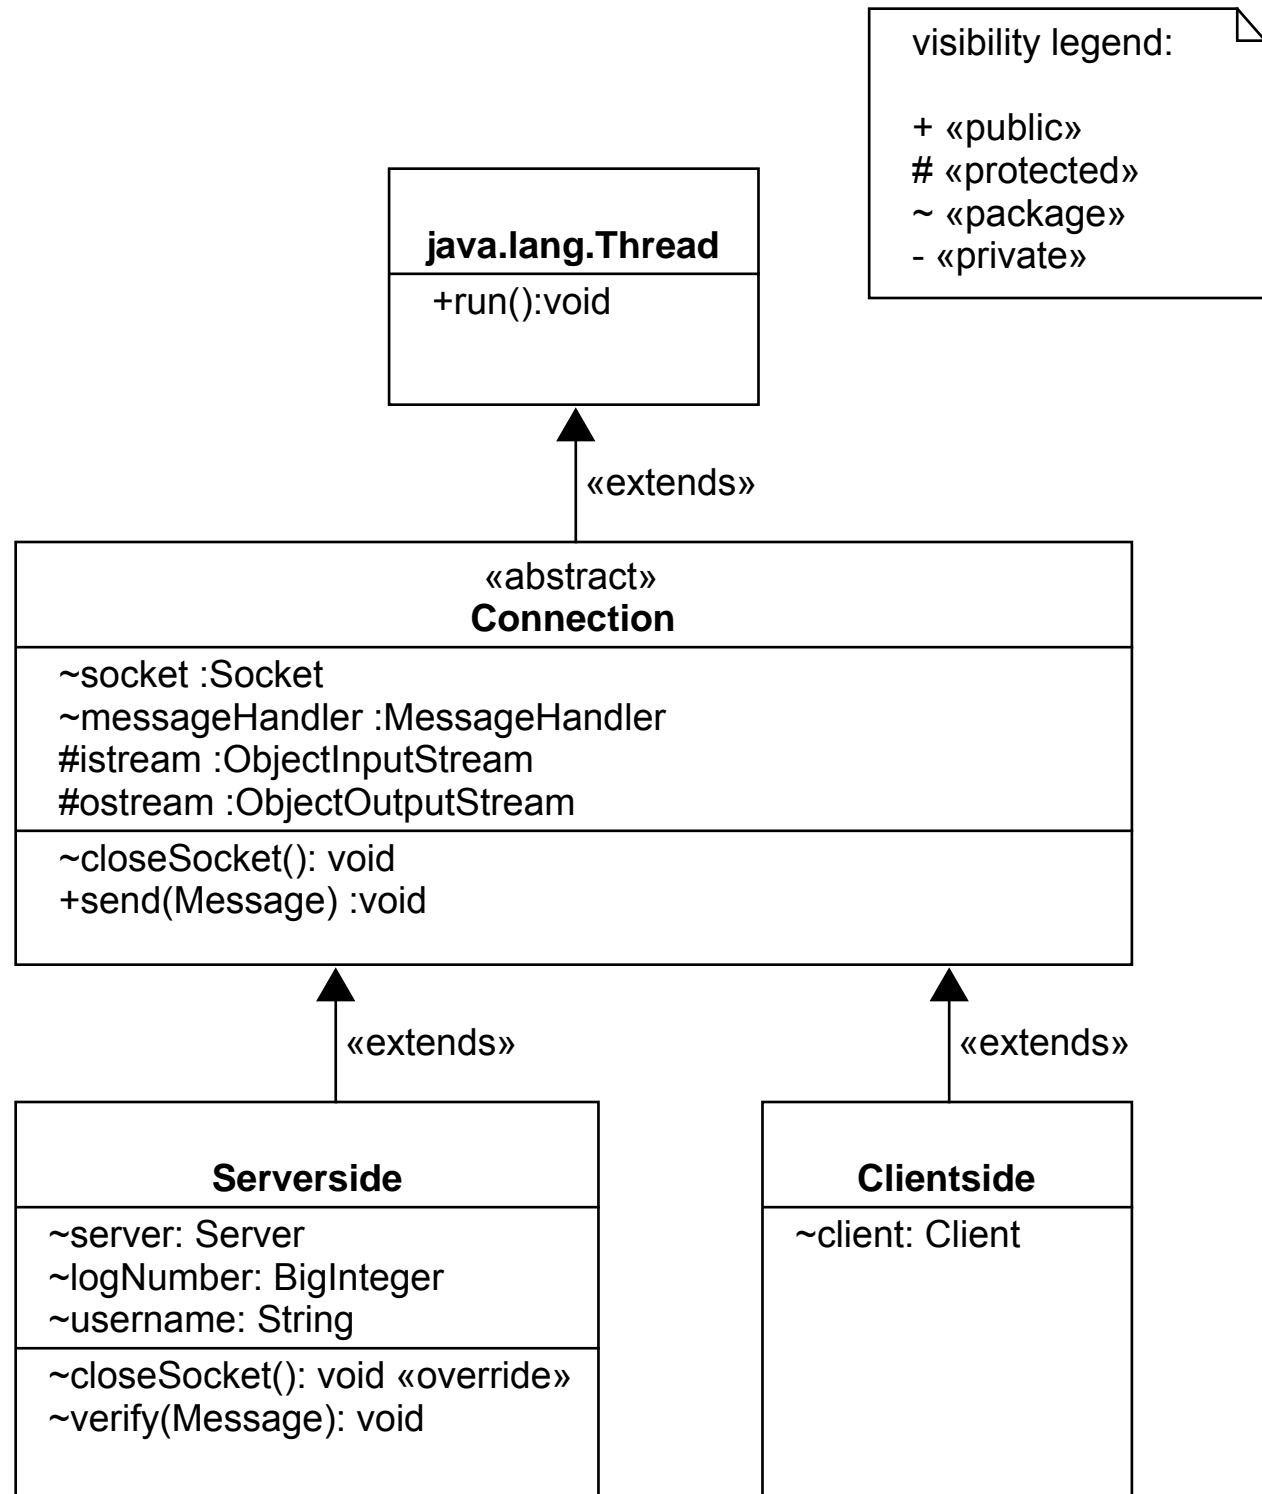 visibility legend:
+ «public»
# «protected»
~ «package»
- «private»
java.lang.Thread
+run():void
«extends»
«abstract»
Connection
~socket :Socket
~messageHandler :MessageHandler
#istream :ObjectInputStream
#ostream :ObjectOutputStream
~closeSocket(): void
+send(Message) :void
«extends»
«extends»
Serverside
~server: Server
~logNumber: BigInteger
~username: String
~closeSocket(): void «override»
~verify(Message): void
Clientside
~client: Client